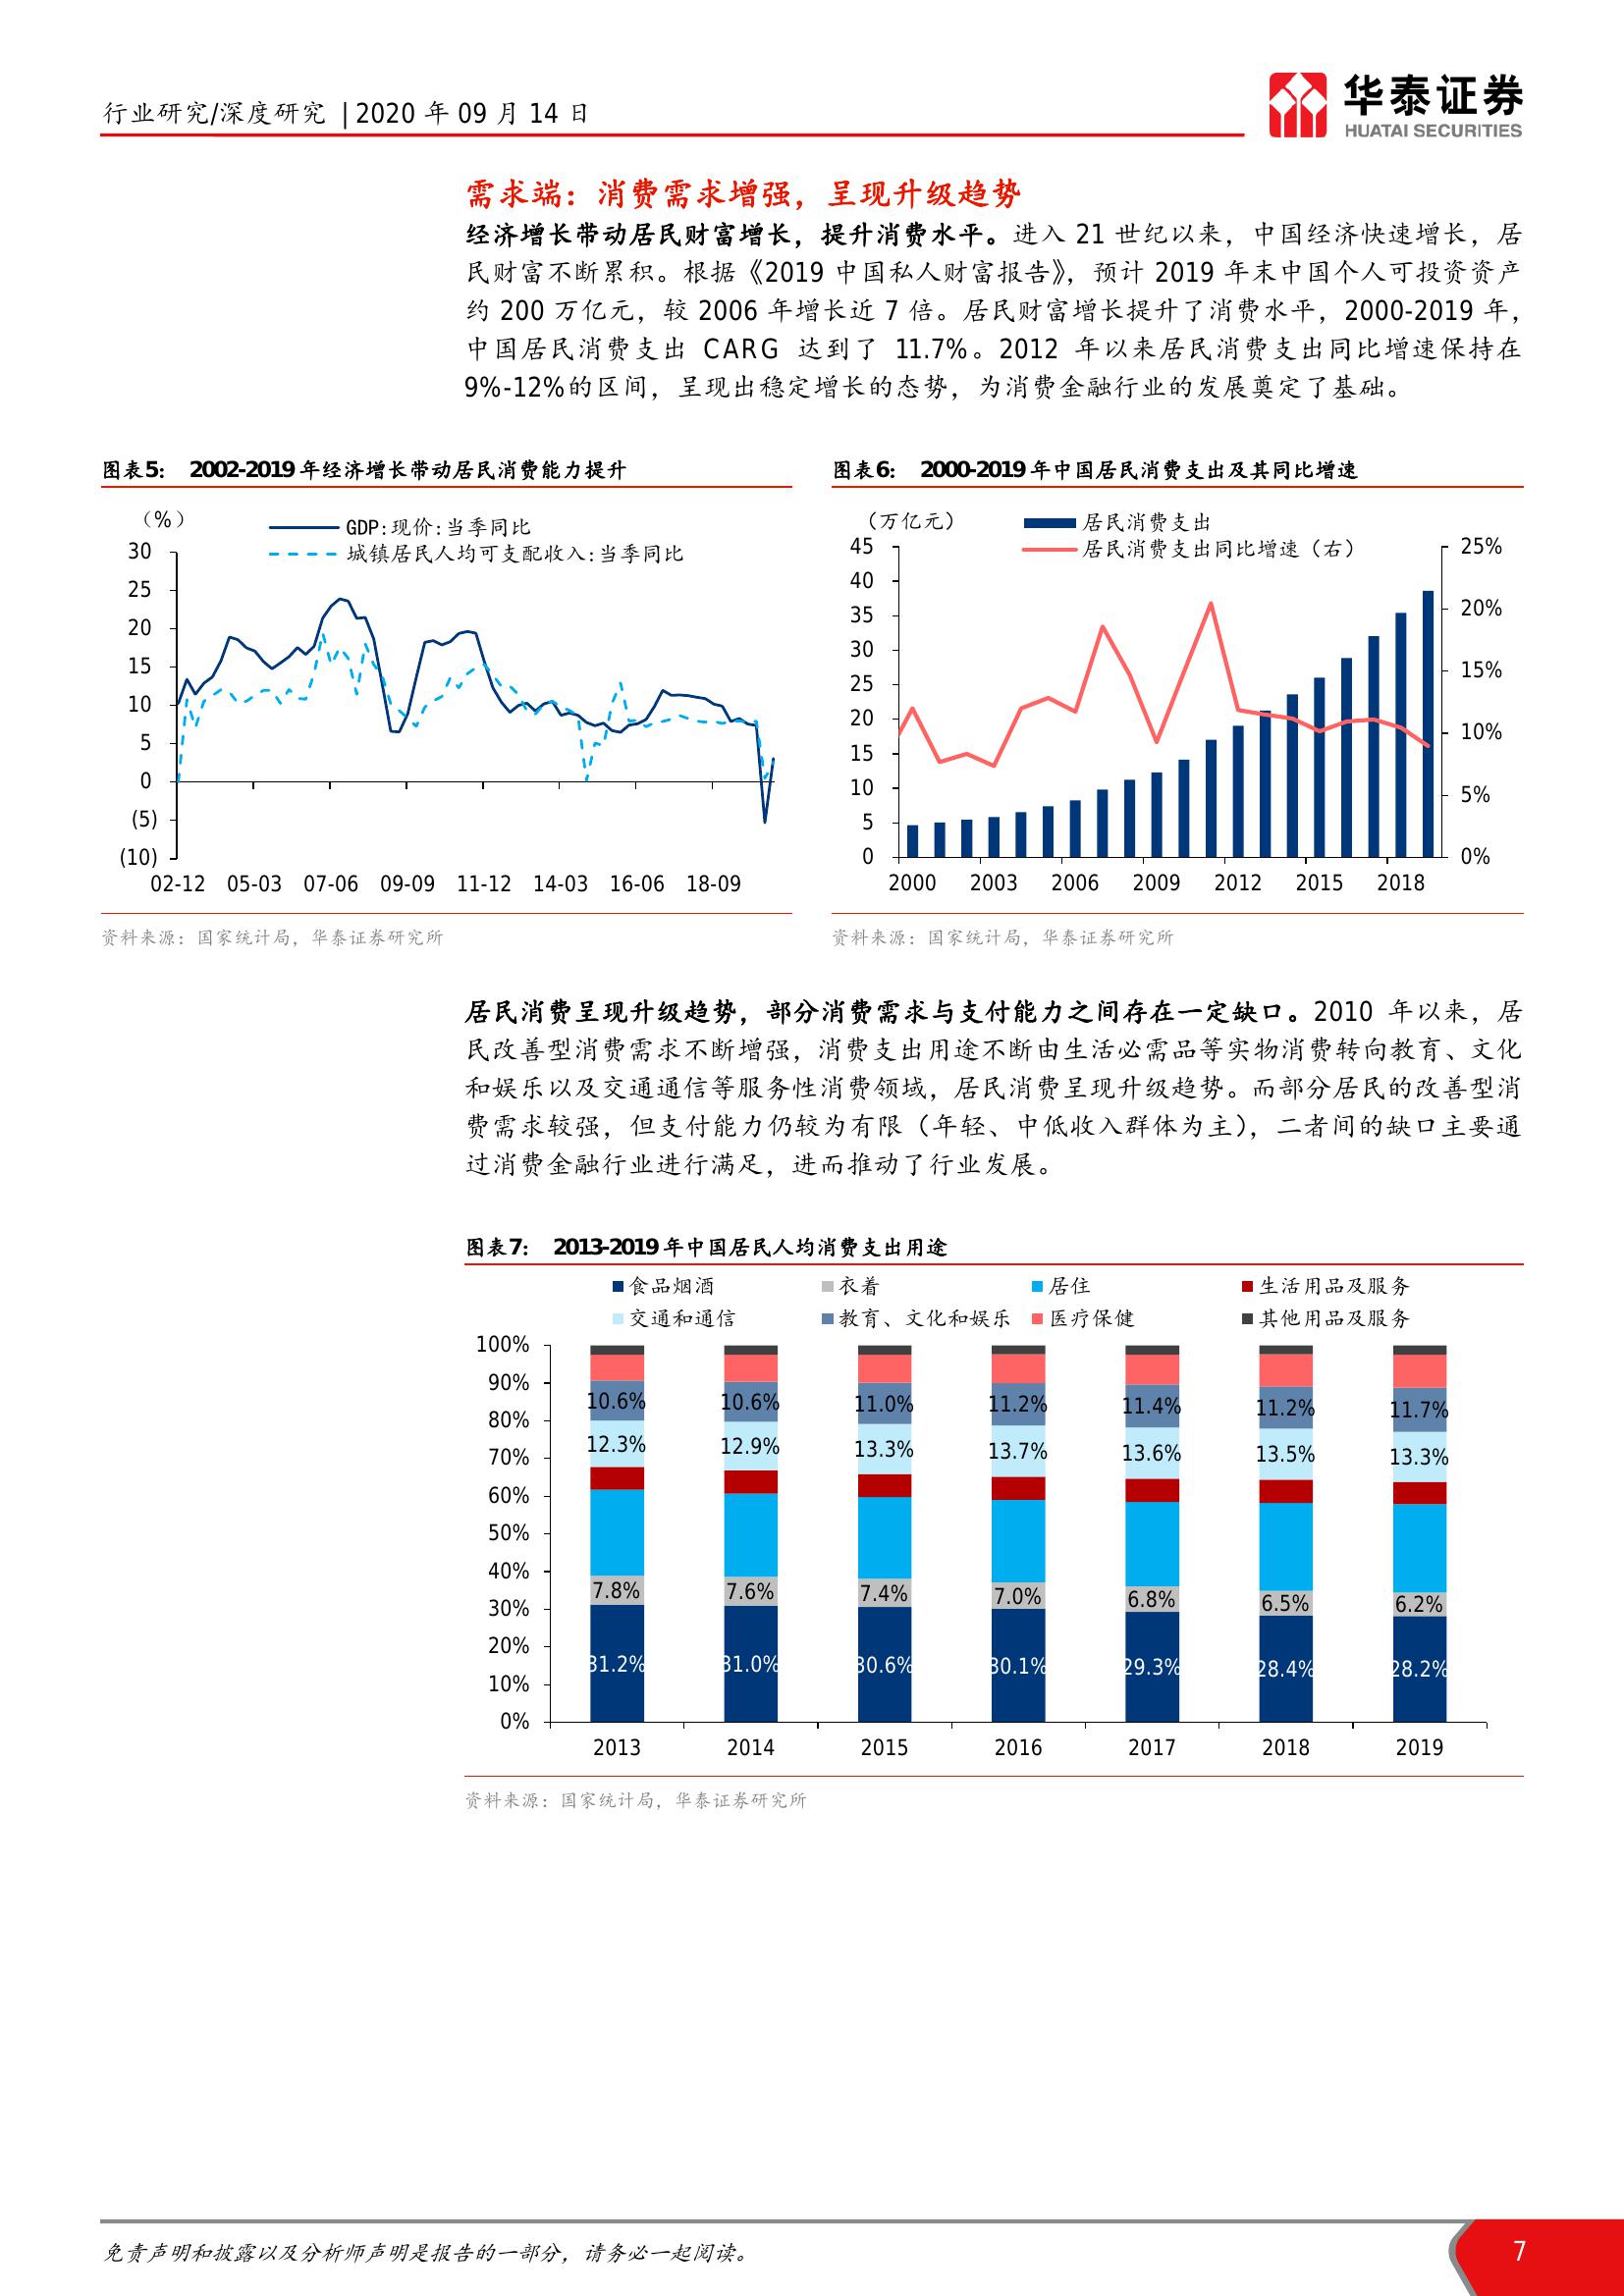 行业研究/深度研究 | 2020 年 09 月 14 日
华泰证券
HUATAI SECURITIES
需求端：消费需求增强，呈现升级趋势
经济增长带动居民财富增长，提升消费水平。进入 21 世纪以来，中国经济快速增长，居
民财富不断累积。根据《2019 中国私人财富报告》，预计 2019 年末中国个人可投资资产
约 200 万亿元，较 2006 年增长近 7 倍。居民财富增长提升了消费水平，2000-2019 年，
中国居民消费支出 CARG 达到了 11.7%。2012 年以来居民消费支出同比增速保持在
9%-12%的区间，呈现出稳定增长的态势，为消费金融行业的发展奠定了基础。
图表5： 2002-2019 年经济增长带动居民消费能力提升
（%）
GDP:现价:当季同比
城镇居民人均可支配收入:当季同比
30
25
20
15
10
5
0
(5)
(10)
02-12 05-03 07-06 09-09 11-12 14-03 16-06 18-09
资料来源：国家统计局，华泰证券研究所
图表6： 2000-2019 年中国居民消费支出及其同比增速
（万亿元）
居民消费支出
居民消费支出同比增速（右）
45 25%
40
35 20%
30
25 15%
20
15 10%
10
5 5%
0 0%
2000 2003 2006 2009 2012 2015 2018
资料来源：国家统计局，华泰证券研究所
居民消费呈现升级趋势，部分消费需求与支付能力之间存在一定缺口。2010 年以来，居
民改善型消费需求不断增强，消费支出用途不断由生活必需品等实物消费转向教育、文化
和娱乐以及交通通信等服务性消费领域，居民消费呈现升级趋势。而部分居民的改善型消
费需求较强，但支付能力仍较为有限（年轻、中低收入群体为主），二者间的缺口主要通
过消费金融行业进行满足，进而推动了行业发展。
图表7： 2013-2019 年中国居民人均消费支出用途
食品烟酒 衣着 居住 生活用品及服务
交通和通信 教育、文化和娱乐 医疗保健 其他用品及服务
100%
90%
80%
70%
60%
50%
40%
30%
20%
10%
0%
10.6% 10.6% 11.0% 11.2% 11.4% 11.2% 11.7%
12.3% 12.9% 13.3% 13.7% 13.6% 13.5% 13.3%
7.8% 7.6% 7.4% 7.0% 6.8% 6.5% 6.2%
31.2% 31.0% 30.6% 30.1% 29.3% 28.4% 28.2%
2013 2014 2015 2016 2017 2018 2019
资料来源：国家统计局，华泰证券研究所
免责声明和披露以及分析师声明是报告的一部分，请务必一起阅读。
7